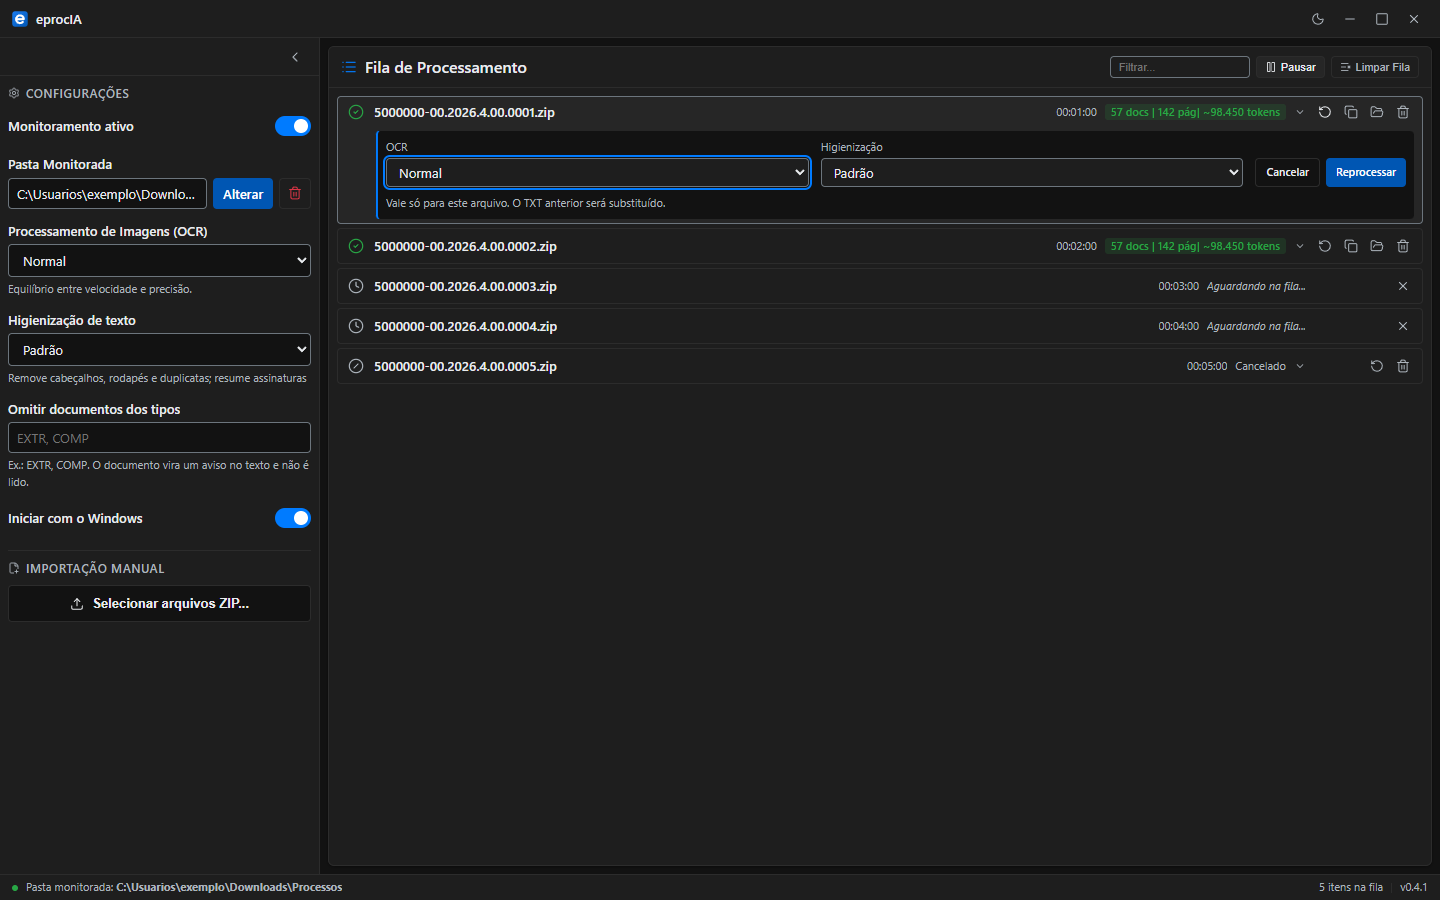 eprocIA
CONFIGURAÇÕES
Monitoramento ativo
Pasta Monitorada
C:\Usuarios\exemplo\Downlo...
Alterar
Processamento de Imagens (OCR)
Normal
Equilíbrio entre velocidade e precisão.
Higienização de texto
Padrão
Remove cabeçalhos, rodapés e duplicatas; resume assinaturas
Omitir documentos dos tipos
EXTR, COMP
Ex.: EXTR, COMP. O documento vira um aviso no texto e não é
lido.
Iniciar com o Windows
IMPORTAÇÃO MANUAL
Selecionar arquivos ZIP...
Fila de Processamento
Filtrar...
Pausar
Limpar Fila
5000000-00.2026.4.00.0001.zip
00:01:00
57 docs | 142 pág| ~98.450 tokens
OCR
Normal
Higienização
Padrão
Cancelar
Reprocessar
Vale só para este arquivo. O TXT anterior será substituído.
5000000-00.2026.4.00.0002.zip
00:02:00
57 docs | 142 pág| ~98.450 tokens
5000000-00.2026.4.00.0003.zip
00:03:00
Aguardando na fila...
5000000-00.2026.4.00.0004.zip
00:04:00
Aguardando na fila...
5000000-00.2026.4.00.0005.zip
00:05:00
Cancelado
Pasta monitorada: C:\Usuarios\exemplo\Downloads\Processos
5 itens na fila
v0.4.1